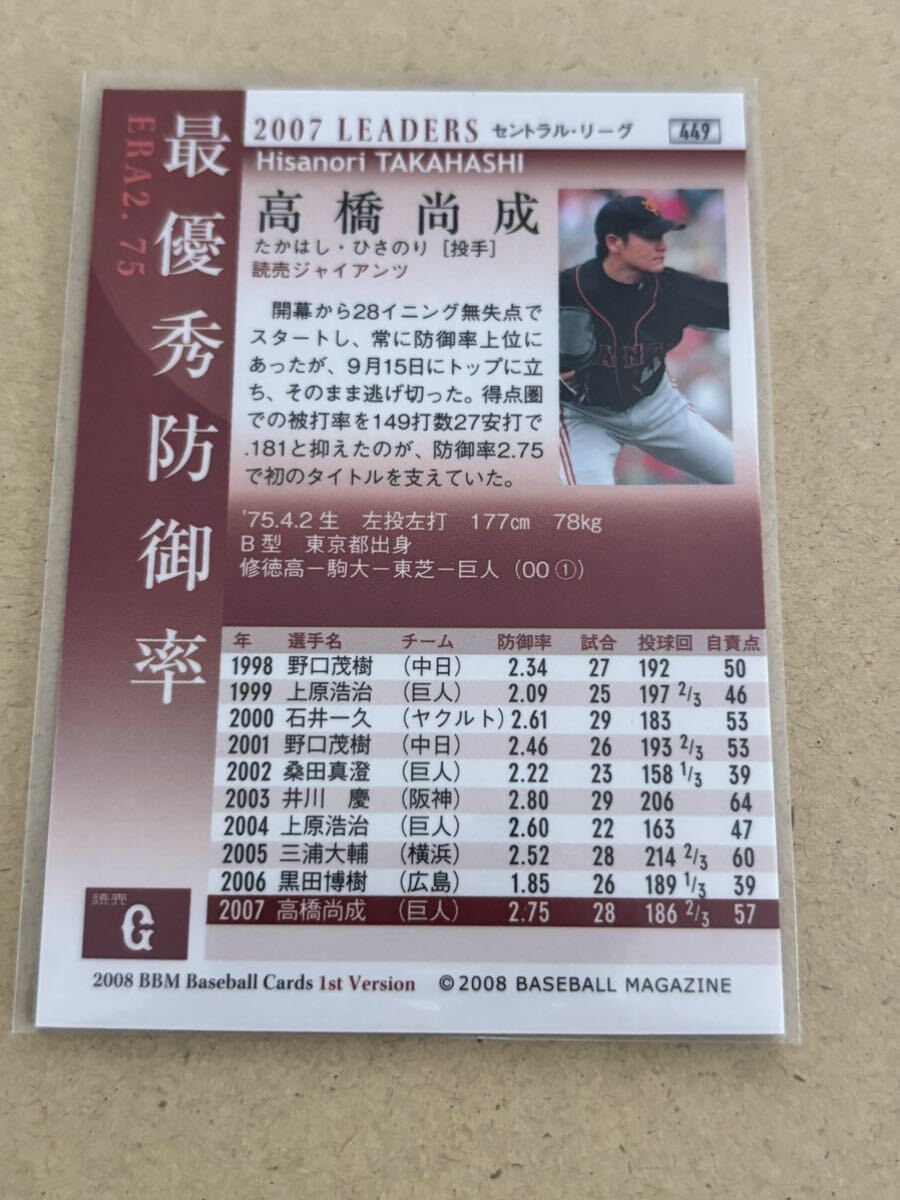 2007 LEADERS セントラル・リーグ 449
最優秀防御率
ERA2.75
Hisanori TAKAHASHI
高橋尚成
たかはし・ひさのり [投手]
読売ジャイアンツ
開幕から28イニング無失点で
スタートし、常に防御率上位に
あったが、9月15日にトップに立
ち、そのまま逃げ切った。得点圏
での被打率を149打数27安打で
.181と抑えたのが、防御率2.75
で初のタイトルを支えていた。
'75.4.2生 左投左打 177cm 78kg
B型 東京都出身
修徳高－駒大－東芝－巨人（00①）
年 選手名 チーム 防御率 試合 投球回 自責点
1998 野口茂樹 （中日） 2.34 27 192 50
1999 上原浩治 （巨人） 2.09 25 197 2/3 46
2000 石井一久 （ヤクルト） 2.61 29 183 53
2001 野口茂樹 （中日） 2.46 26 193 2/3 53
2002 桑田真澄 （巨人） 2.22 23 158 1/3 39
2003 井川 慶 （阪神） 2.80 29 206 64
2004 上原浩治 （巨人） 2.60 22 163 47
2005 三浦大輔 （横浜） 2.52 28 214 2/3 60
2006 黒田博樹 （広島） 1.85 26 189 1/3 39
2007 高橋尚成 （巨人） 2.75 28 186 2/3 57
読売
G
2008 BBM Baseball Cards 1st Version ©2008 BASEBALL MAGAZINE